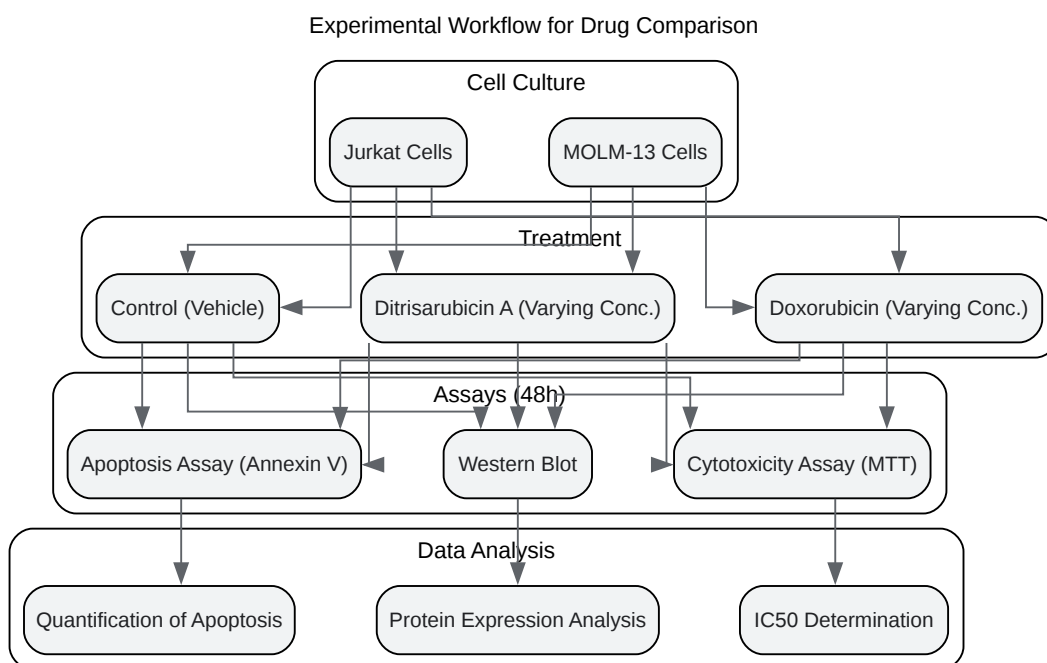 Experimental Workflow for Drug Comparison
Cell Culture
Jurkat Cells
MOLM-13 Cells
Treatment
Control (Vehicle)
Ditrisarubicin A (Varying Conc.)
Doxorubicin (Varying Conc.)
Assays (48h)
Apoptosis Assay (Annexin V)
Western Blot
Cytotoxicity Assay (MTT)
Data Analysis
Quantification of Apoptosis
Protein Expression Analysis
IC50 Determination